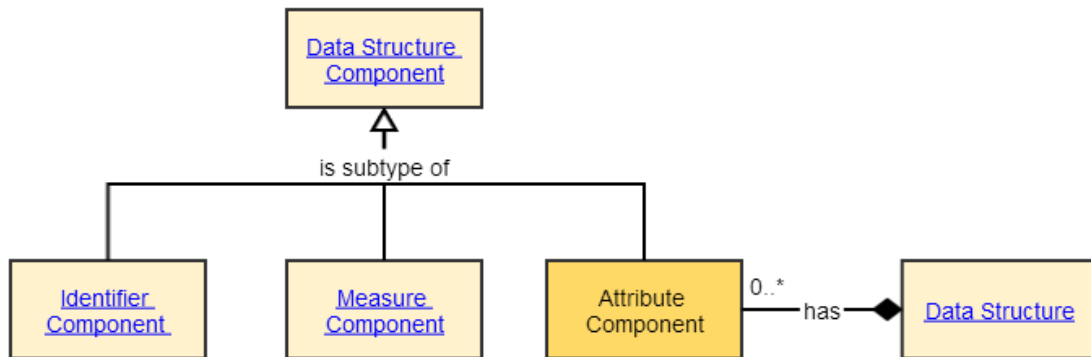 Data Structure
Component
is subtype of
Identifier
Component
Measure
Component
Attribute
Component
0..*
has
Data Structure